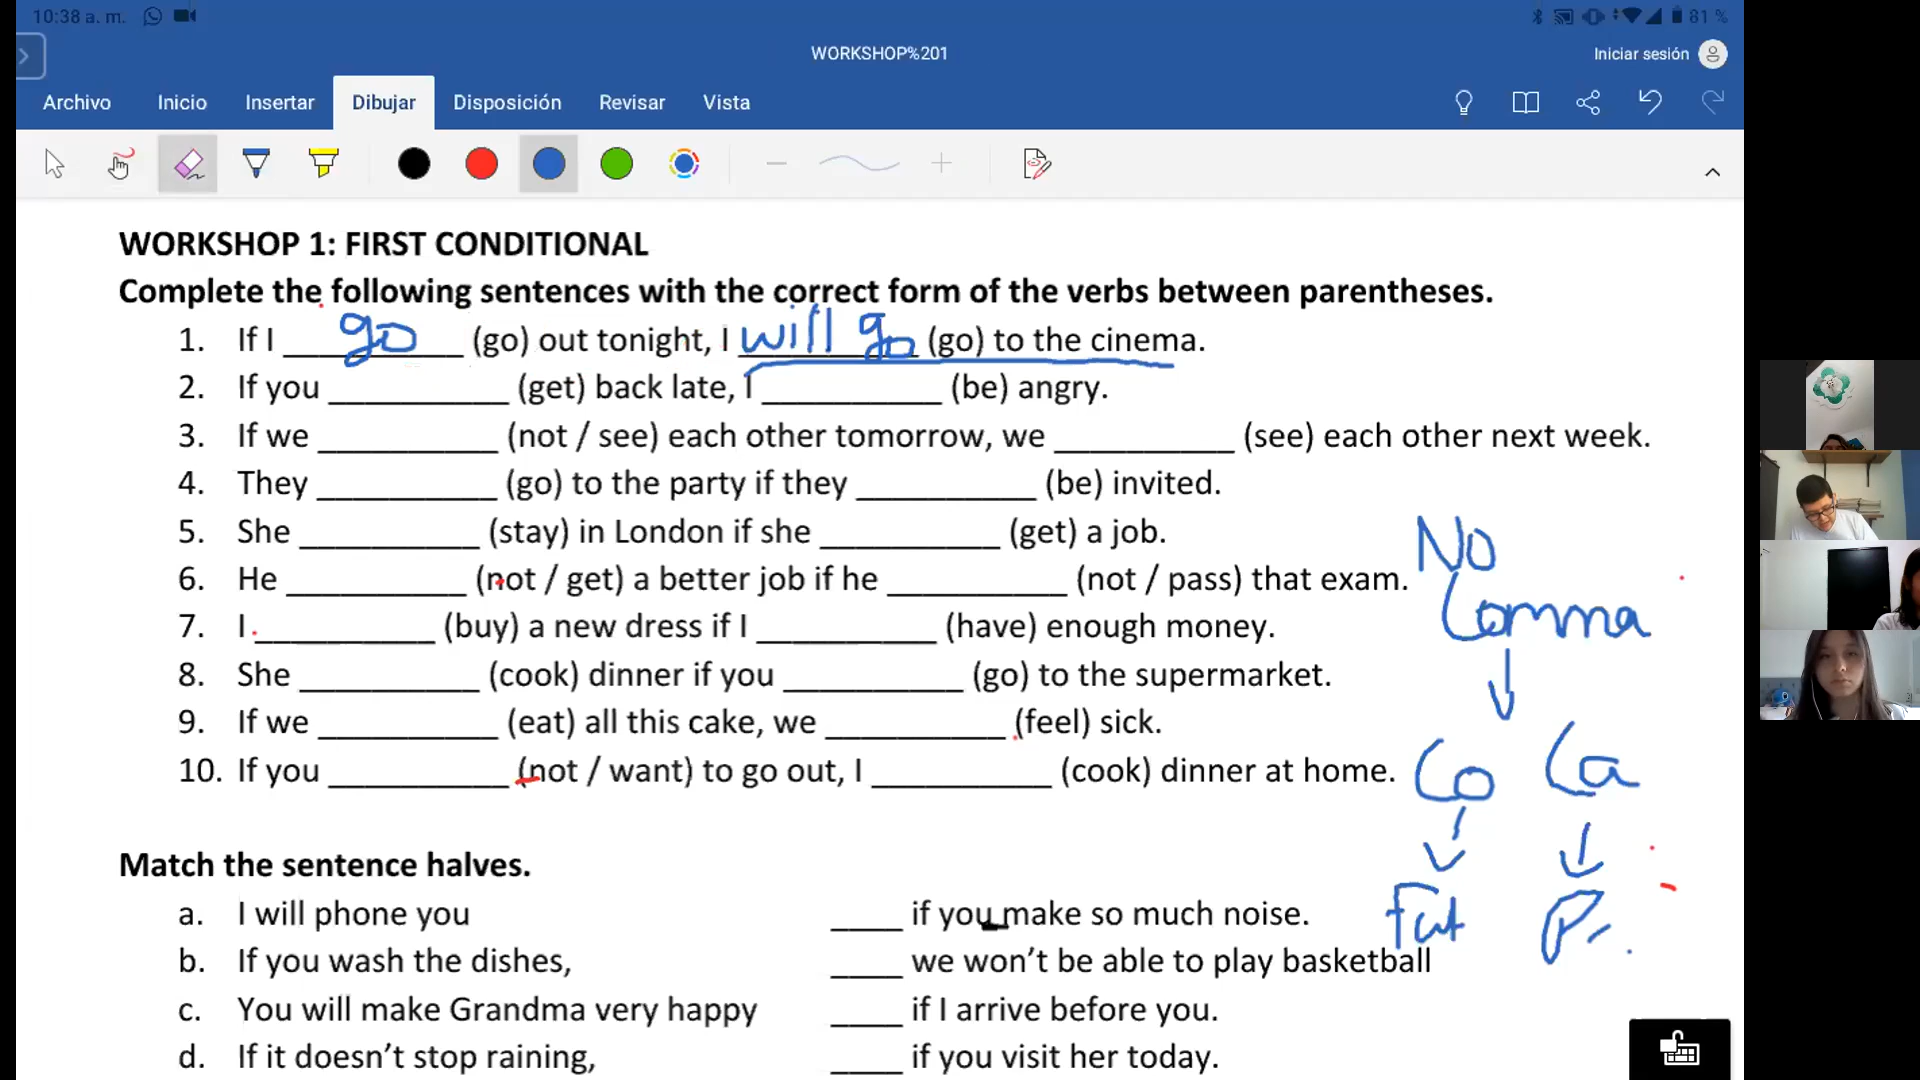 10:38 a. m. 81 %
WORKSHOP%201
Iniciar sesión
Archivo Inicio Insertar Dibujar Disposición Revisar Vista
WORKSHOP 1: FIRST CONDITIONAL
Complete the following sentences with the correct form of the verbs between parentheses.
1. If I go (go) out tonight, I will go (go) to the cinema.
2. If you __________ (get) back late, I __________ (be) angry.
3. If we __________ (not / see) each other tomorrow, we __________ (see) each other next week.
4. They __________ (go) to the party if they __________ (be) invited.
5. She __________ (stay) in London if she __________ (get) a job.
6. He __________ (not / get) a better job if he __________ (not / pass) that exam.
7. I __________ (buy) a new dress if I __________ (have) enough money.
8. She __________ (cook) dinner if you __________ (go) to the supermarket.
9. If we __________ (eat) all this cake, we __________ (feel) sick.
10. If you __________ (not / want) to go out, I __________ (cook) dinner at home.
No
Comma
Co Ca
Fut
Match the sentence halves.
a. I will phone you ____ if you make so much noise.
b. If you wash the dishes, ____ we won't be able to play basketball
c. You will make Grandma very happy ____ if I arrive before you.
d. If it doesn't stop raining, ____ if you visit her today.